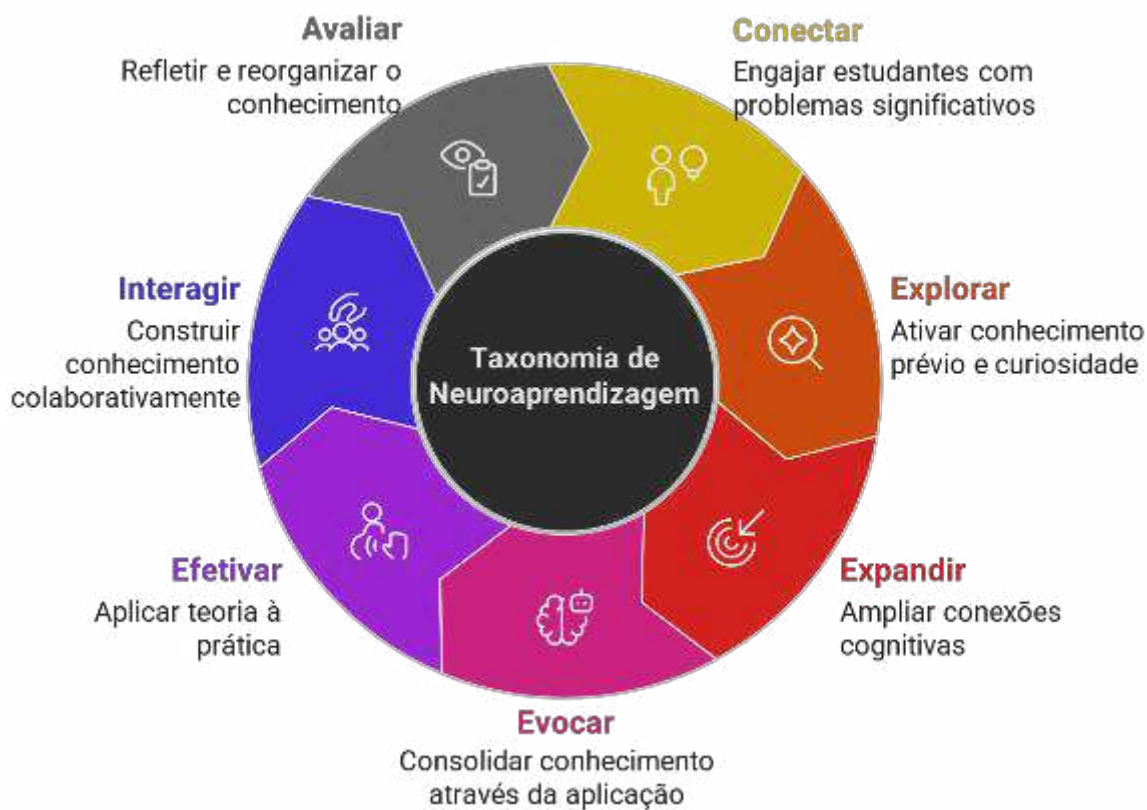 Avaliar
Refletir e reorganizar o
conhecimento
Conectar
Engajar estudantes com
problemas significativos
Interagir
Construir
conhecimento
colaborativamente
Taxonomia de
Neuroaprendizagem
Explorar
Ativar conhecimento
prévio e curiosidade
Efetivar
Aplicar teoria à
prática
Expandir
Ampliar conexões
cognitivas
Evocar
Consolidar conhecimento
através da aplicação